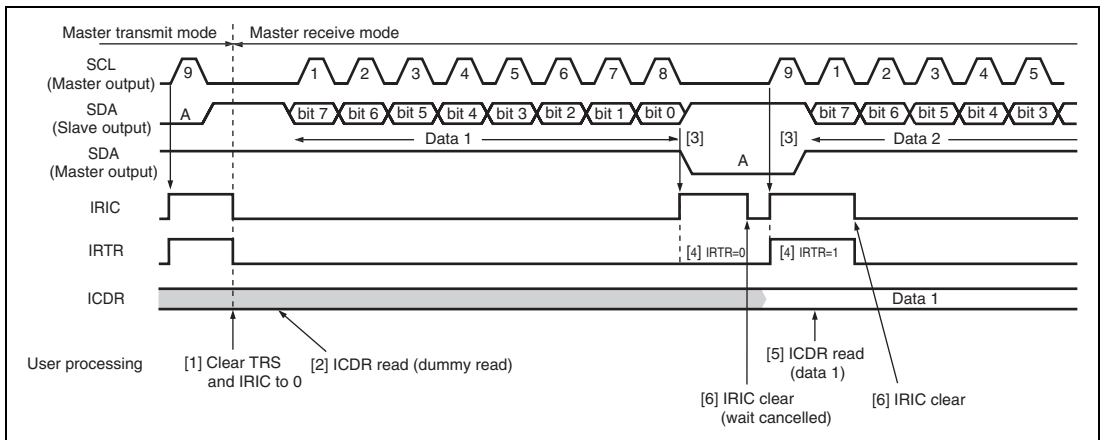 Master transmit mode Master receive mode
SCL
(Master output)
9 1 2 3 4 5 6 7 8 9 1 2 3 4 5
SDA
(Slave output)
A bit 7 bit 6 bit 5 bit 4 bit 3 bit 2 bit 1 bit 0 bit 7 bit 6 bit 5 bit 4 bit 3
Data 1 [3] [3] Data 2
SDA
(Master output)
A
IRIC
IRTR
[4] IRTR=0 [4] IRTR=1
ICDR
Data 1
User processing
[1] Clear TRS
and IRIC to 0
[2] ICDR read (dummy read)
[5] ICDR read
(data 1)
[6] IRIC clear
(wait cancelled)
[6] IRIC clear